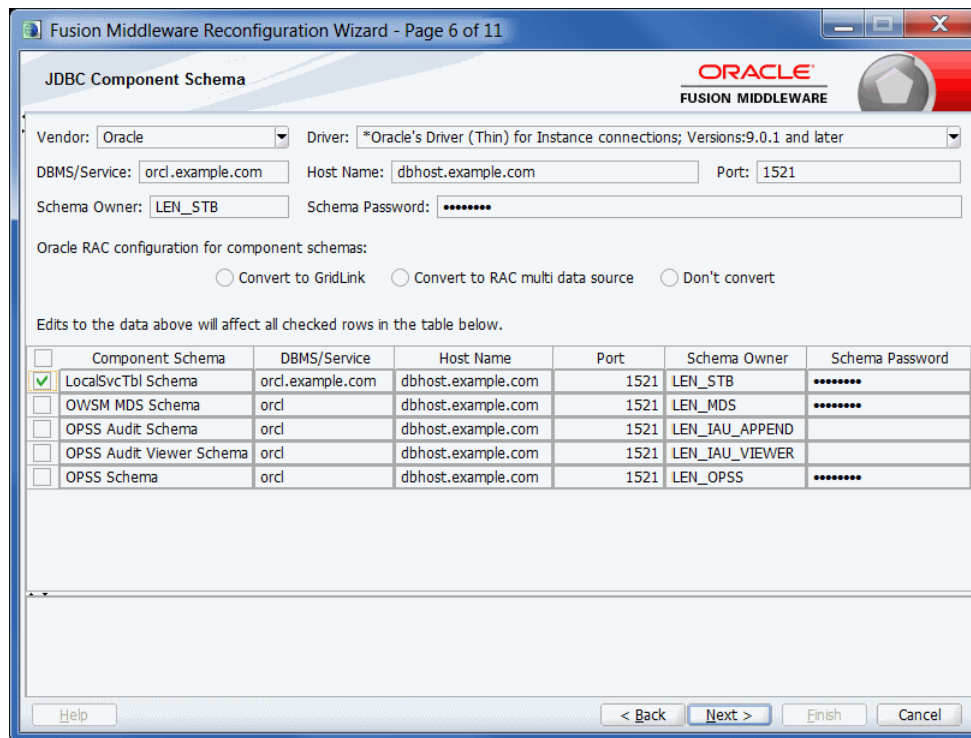 Fusion Middleware Reconfiguration Wizard - Page 6 of 11
JDBC Component Schema
ORACLE
FUSION MIDDLEWARE
Vendor: Oracle Driver: *Oracle's Driver (Thin) for Instance connections; Versions:9.0.1 and later
DBMS/Service: orcl.example.com Host Name: dbhost.example.com Port: 1521
Schema Owner: LEN_STB Schema Password: ••••••••
Oracle RAC configuration for component schemas:
Convert to GridLink Convert to RAC multi data source Don't convert
Edits to the data above will affect all checked rows in the table below.
Component Schema DBMS/Service Host Name Port Schema Owner Schema Password
LocalSvcTbl Schema orcl.example.com dbhost.example.com 1521 LEN_STB ••••••••
OWSM MDS Schema orcl dbhost.example.com 1521 LEN_MDS ••••••••
OPSS Audit Schema orcl dbhost.example.com 1521 LEN_IAU_APPEND
OPSS Audit Viewer Schema orcl dbhost.example.com 1521 LEN_IAU_VIEWER
OPSS Schema orcl dbhost.example.com 1521 LEN_OPSS ••••••••
Help < Back Next > Finish Cancel